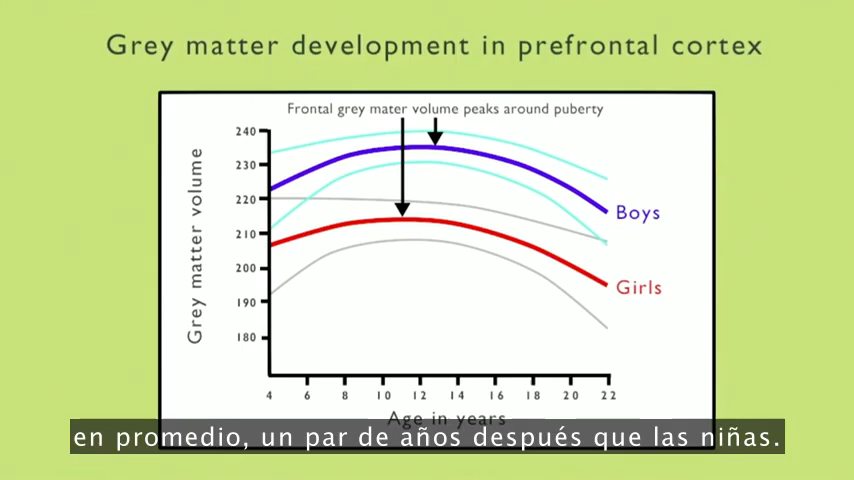 Grey matter development in prefrontal cortex
Frontal grey mater volume peaks around puberty
Grey matter volume
240
230
220
210
200
190
180
Boys
Girls
4 6 8 10 12 14 16 18 20 22
Age in years
en promedio, un par de años después que las niñas.